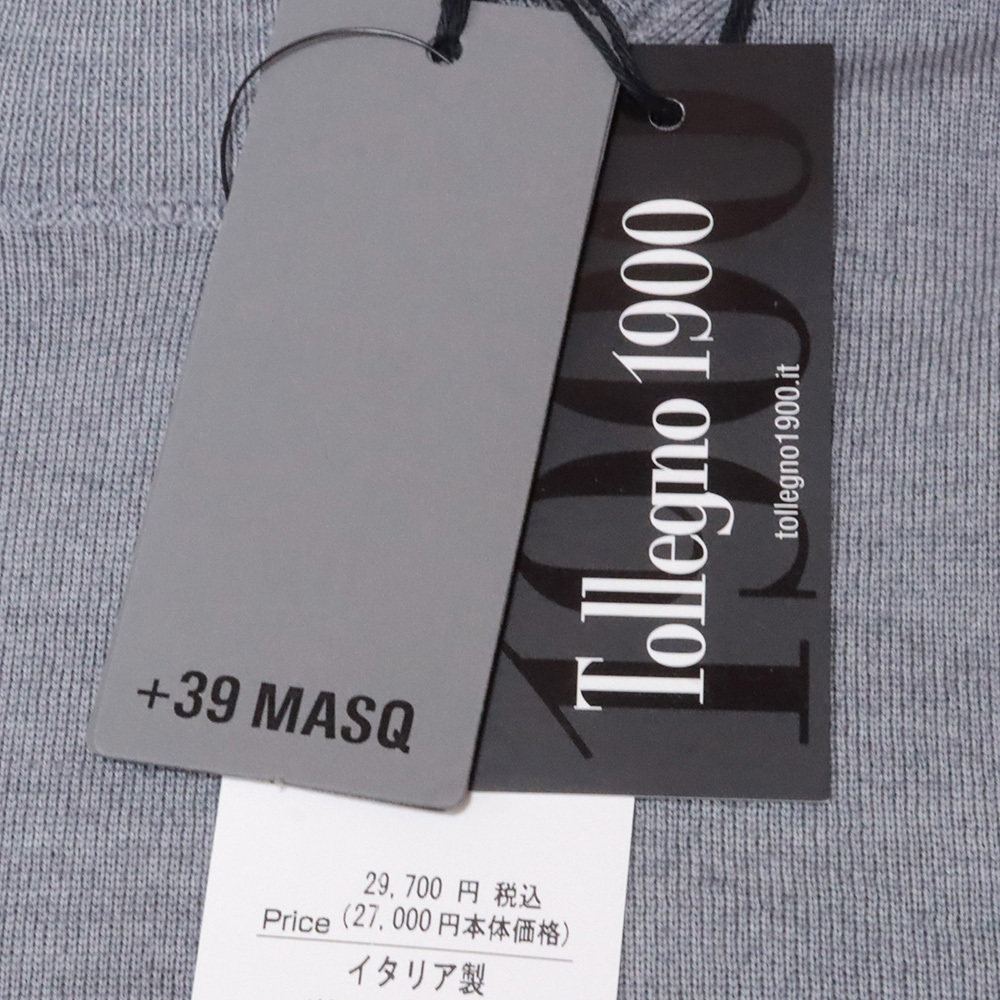 +39 MASQ
Tollegno 1900
tollegno1900.it
1900
29,700 円 税込
Price (27,000円本体価格)
イタリア製